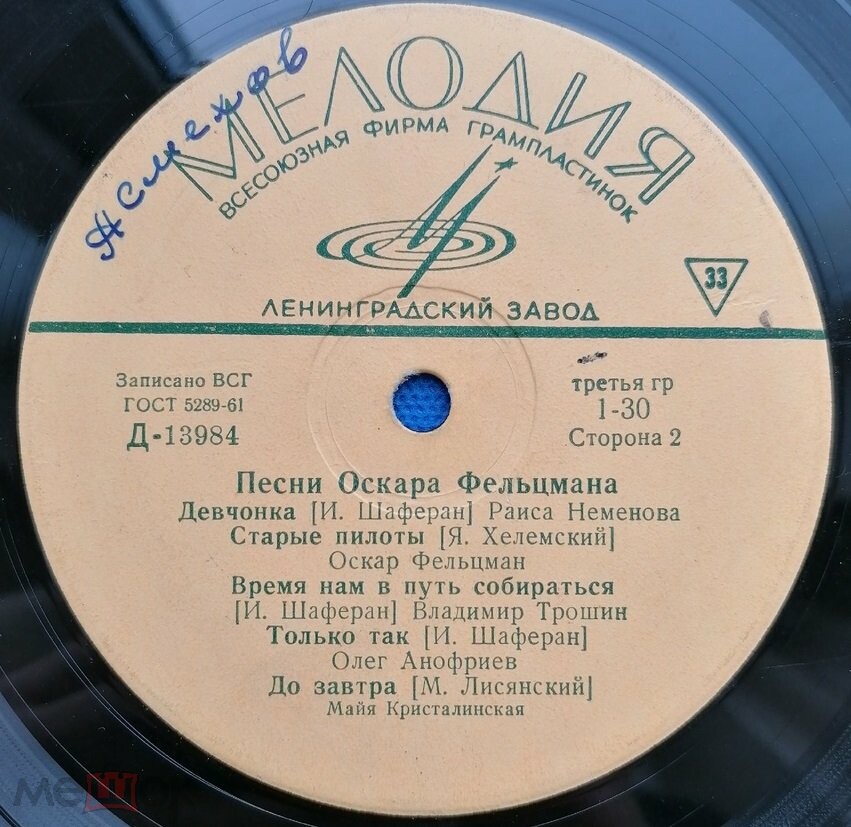 Асмехов
МЕЛОДИЯ
ВСЕСОЮЗНАЯ ФИРМА ГРАМПЛАСТИНОК
33
ЛЕНИНГРАДСКИЙ ЗАВОД
Записано ВСГ
ГОСТ 5289-61
Д-13984
третья гр
1-30
Сторона 2
Песни Оскара Фельцмана
Девчонка [И. Шаферан] Раиса Неменова
Старые пилоты [Я. Хелемский]
Оскар Фельцман
Время нам в путь собираться
[И. Шаферан] Владимир Трошин
Только так [И. Шаферан]
Олег Анофриев
До завтра [М. Лисянский]
Майя Кристалинская